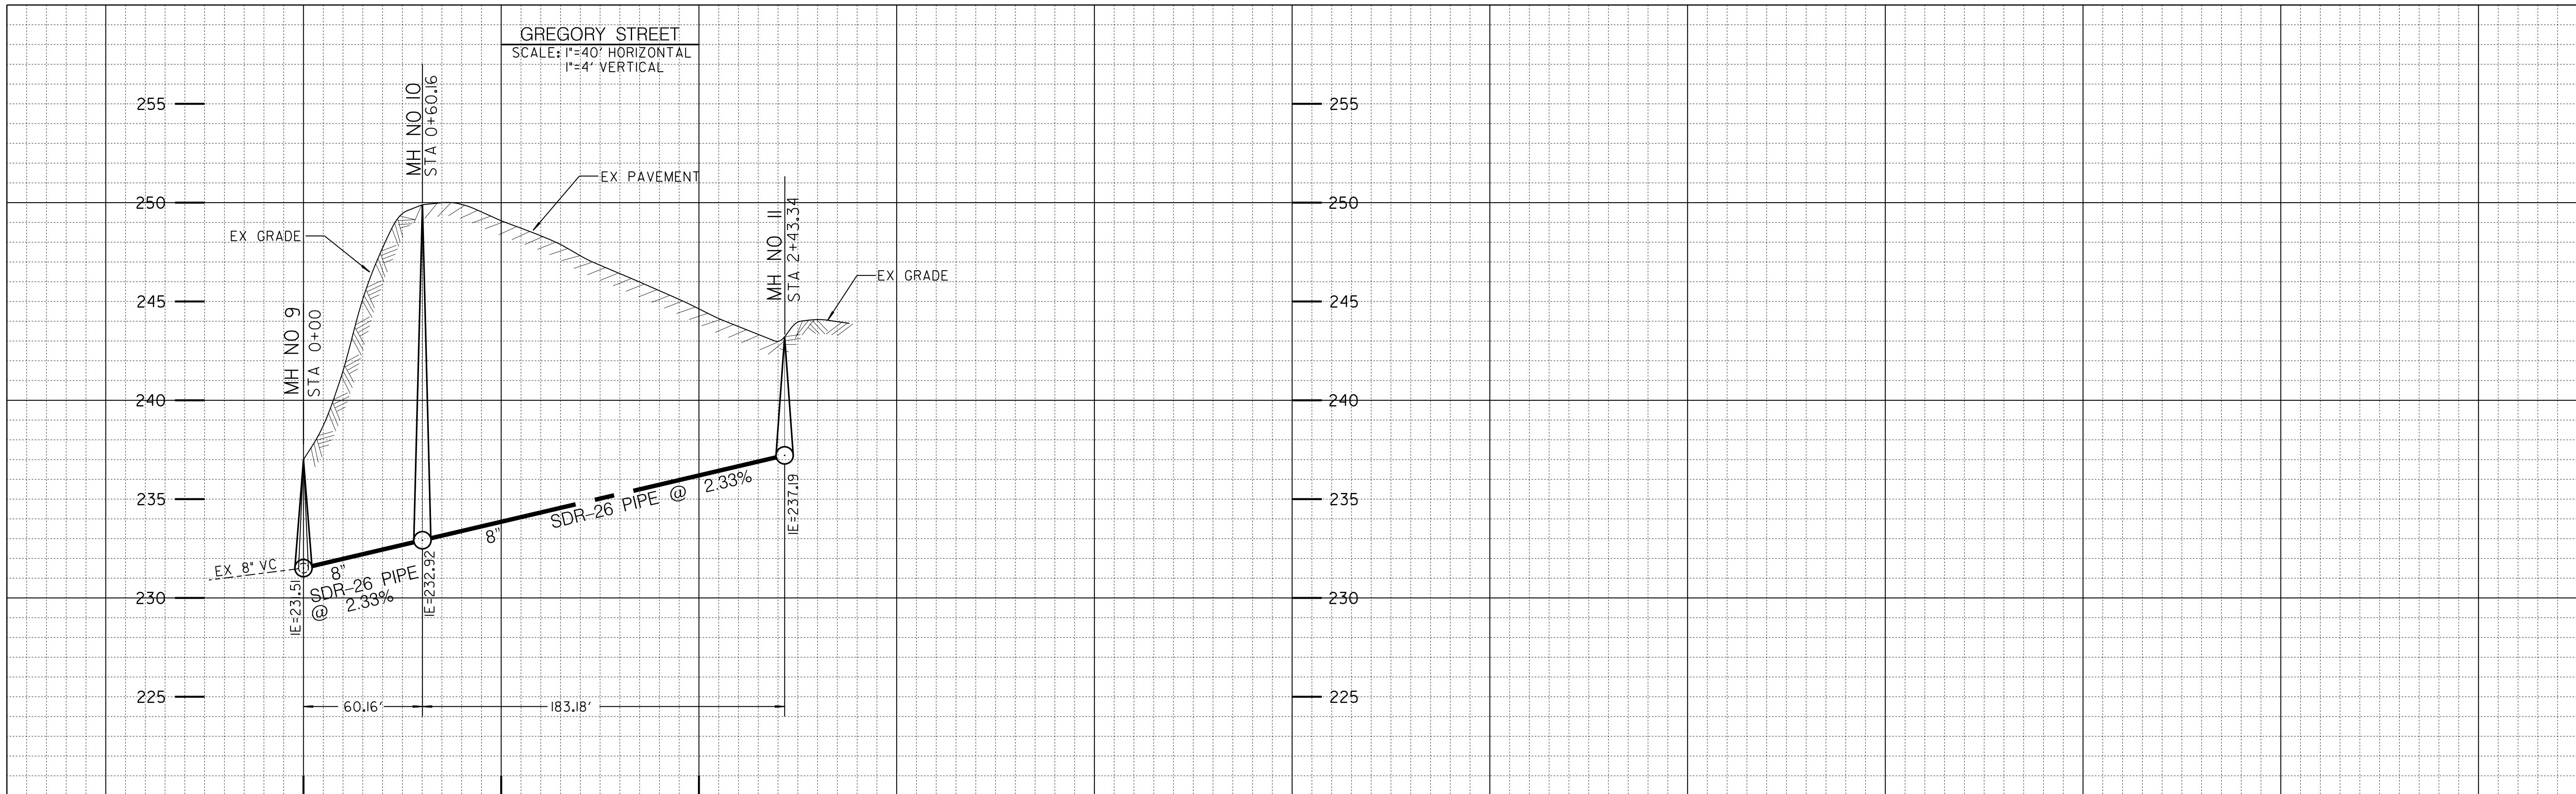 GREGORY STREET
SCALE: 1"=40' HORIZONTAL
1"=4' VERTICAL
MH NO 10
STA 0+60.16
255
255
EX PAVEMENT
250
250
MH NO 11
STA 2+43.34
EX GRADE
EX GRADE
245
245
MH NO 9
STA 0+00
240
240
235
235
SDR-26 PIPE @ 2.33%
8"
IE=237.19
EX 8" VC
8"
SDR-26 PIPE
@ 2.33%
IE=23.51
IE=232.92
230
230
225
225
60.16'
183.18'